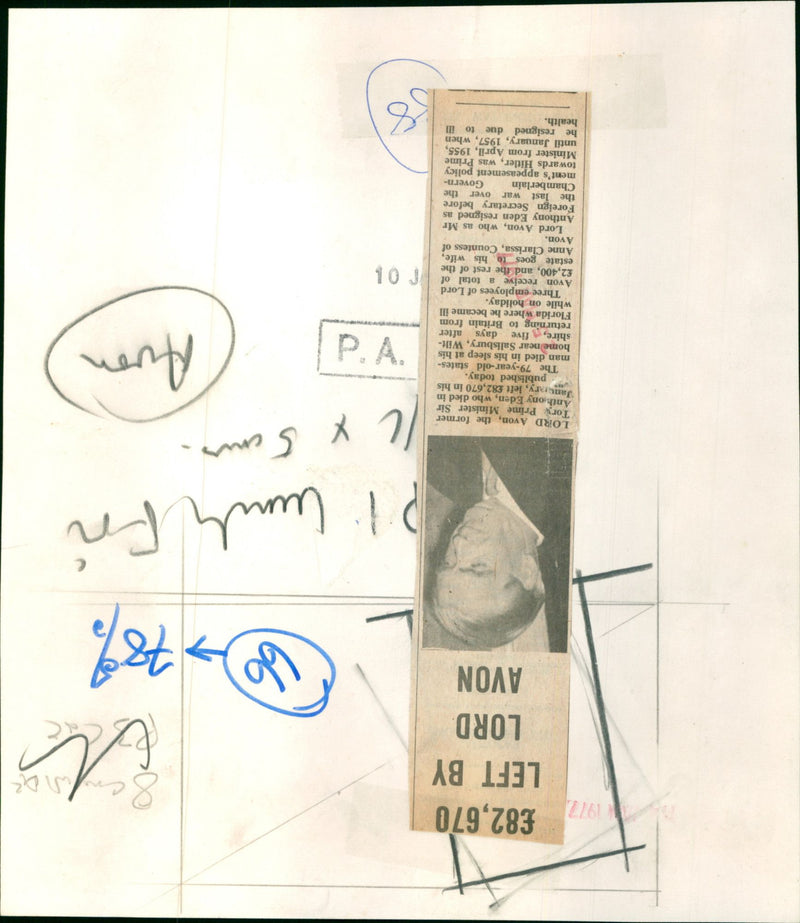 £82,670
LEFT BY
LORD
AVON
LORD Avon, the former
Tory Prime Minister Sir
Anthony Eden, who died in
January, left £82,670 in his
published today.
The 79-year-old states-
man died in his sleep at his
home near Salisbury, Wilt-
shire, five days after
returning to Britain from
Florida where he became ill
while on holiday.
Three employees of Lord
Avon receive a total of
£2,400, and the rest of the
estate goes to his wife,
Anne Clarissa, Countess of
Avon.
Lord Avon, who as Mr
Anthony Eden resigned as
Foreign Secretary before
the last war over the
Chamberlain Govern-
ment's appeasement policy
towards Hitler, was Prime
Minister from April, 1955,
until January, 1957, when
he resigned due to ill
health.
10 J
P.A.
Avon
x 5 cms.
66 → 78%